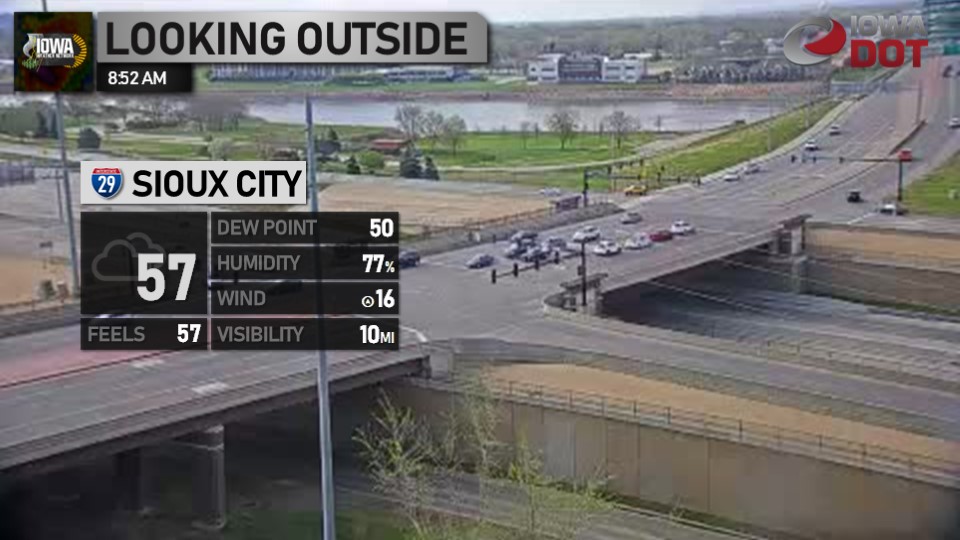 IOWA
LOOKING OUTSIDE
8:52 AM
IOWA
DOT
29
SIOUX CITY
57
FEELS 57
DEW POINT 50
HUMIDITY 77%
WIND 16
VISIBILITY 10MI